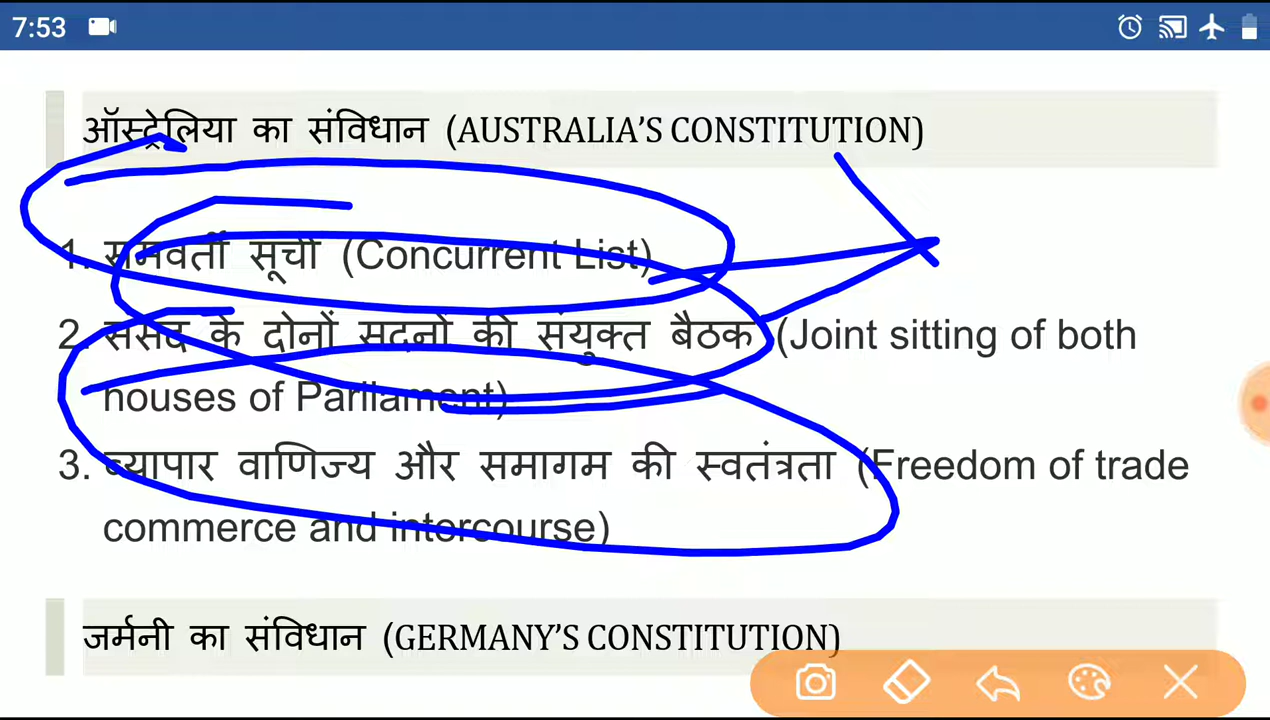 7:53
ऑस्ट्रेलिया का संविधान (AUSTRALIA’S CONSTITUTION)
1. समवर्ती सूची (Concurrent List)
2. संसद के दोनों सदनों की संयुक्त बैठक (Joint sitting of both
houses of Parliament)
3. व्यापार वाणिज्य और समागम की स्वतंत्रता (Freedom of trade
commerce and intercourse)
जर्मनी का संविधान (GERMANY’S CONSTITUTION)